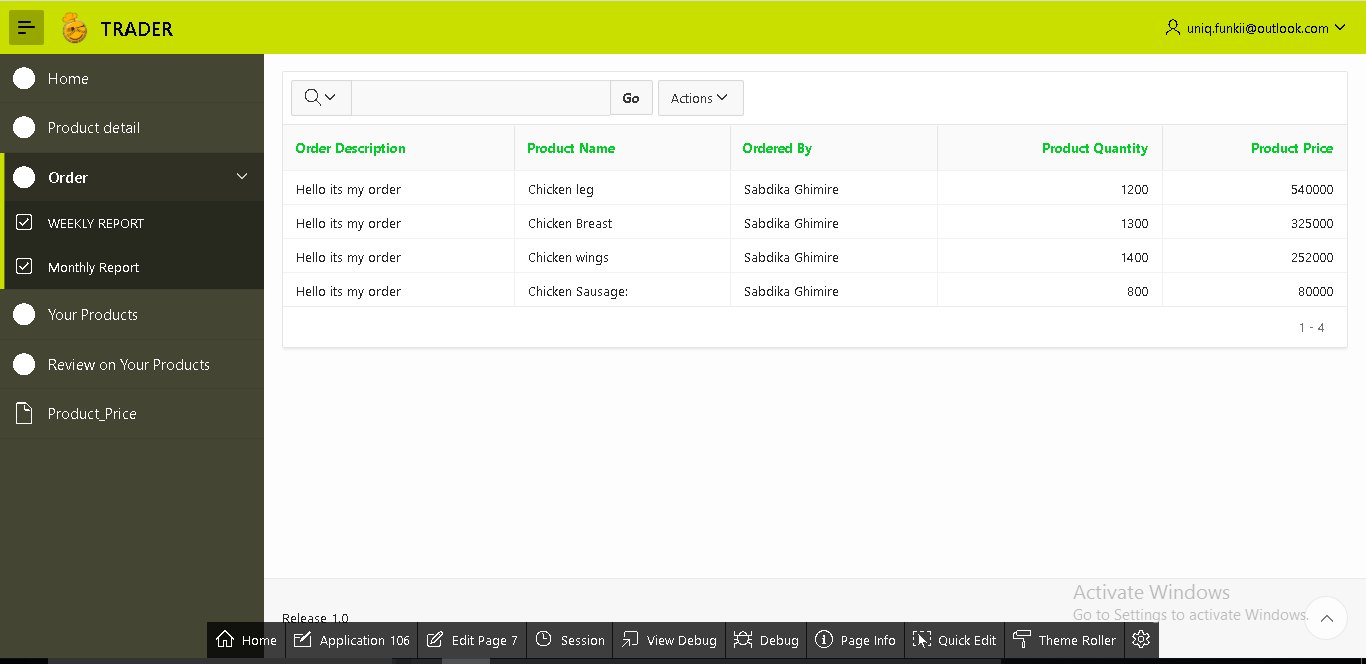 TRADER
uniq.funkii@outlook.com
Home
Product detail
Order
WEEKLY REPORT
Monthly Report
Your Products
Review on Your Products
Product_Price
Go Actions
Order Description Product Name Ordered By Product Quantity Product Price
Hello its my order Chicken leg Sabdika Ghimire 1200 540000
Hello its my order Chicken Breast Sabdika Ghimire 1300 325000
Hello its my order Chicken wings Sabdika Ghimire 1400 252000
Hello its my order Chicken Sausage: Sabdika Ghimire 800 80000
1 - 4
Activate Windows
Go to Settings to activate Windows.
Release 1.0
Home Application 106 Edit Page 7 Session View Debug Debug Page Info Quick Edit Theme Roller